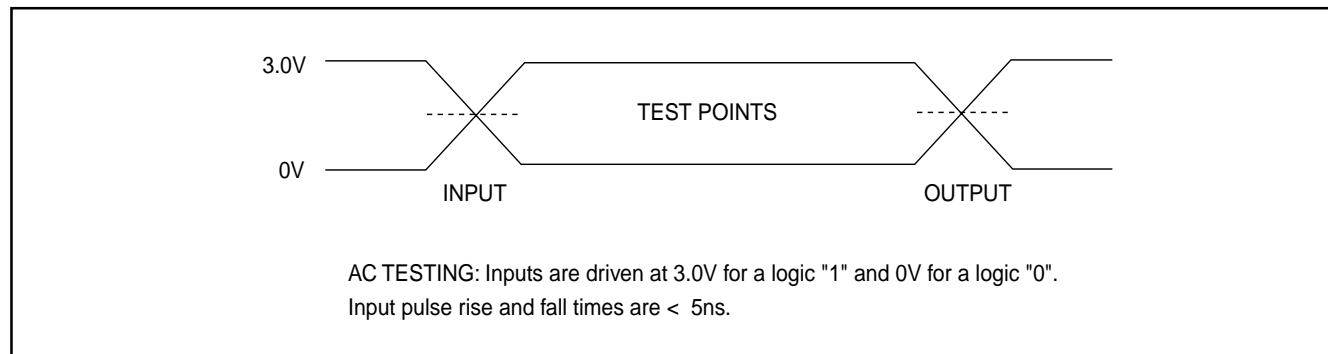 3.0V
TEST POINTS
0V
INPUT
OUTPUT
AC TESTING: Inputs are driven at 3.0V for a logic "1" and 0V for a logic "0".
Input pulse rise and fall times are < 5ns.